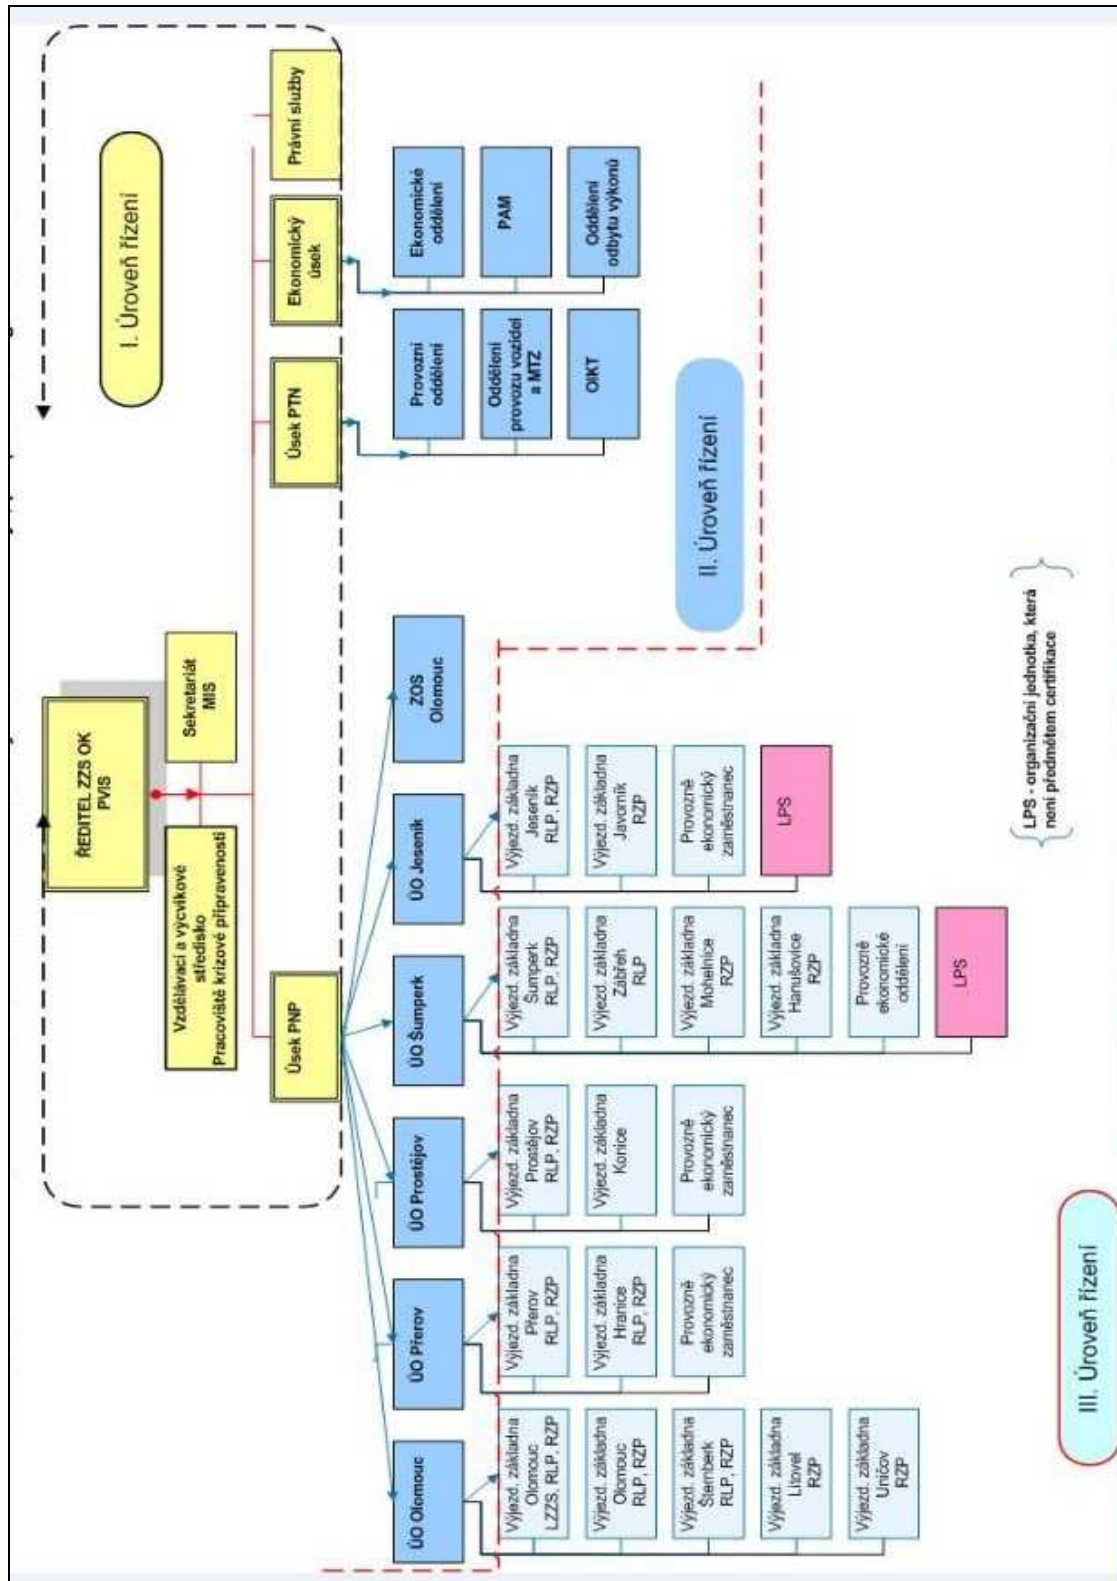 I. Úroveň řízení
ŘEDITEL ZZS OK
PVIS
Vzdělávací a výcvikové
středisko
Pracoviště krizové připravenosti
Sekretariát
MIS
Úsek PNP
Úsek PTN
Ekonomický
úsek
Právní služby
ÚO Olomouc
ÚO Přerov
ÚO Prostějov
ÚO Šumperk
ÚO Jeseník
ZOS
Olomouc
Provozní
oddělení
Oddělení
provozu vozidel
a MTZ
OIKT
Ekonomické
oddělení
PAM
Oddělení
odbytu výkonů
II. Úroveň řízení
Výjezd. základna
Olomouc
LZZS, RLP, RZP
Výjezd. základna
Olomouc
RLP, RZP
Výjezd. základna
Šternberk
RLP, RZP
Výjezd. základna
Litovel
RZP
Výjezd. základna
Uničov
RZP
Výjezd. základna
Přerov
RLP, RZP
Výjezd. základna
Hranice
RLP, RZP
Provozně
ekonomický
zaměstnanec
Výjezd. základna
Prostějov
RLP, RZP
Výjezd. základna
Konice
Provozně
ekonomický
zaměstnanec
Výjezd. základna
Šumperk
RLP, RZP
Výjezd. základna
Zábřeh
RLP
Výjezd. základna
Mohelnice
RZP
Výjezd. základna
Hanušovice
RZP
Provozně
ekonomické
oddělení
LPS
Výjezd. základna
Jeseník
RLP, RZP
Výjezd. základna
Javorník
RZP
Provozně
ekonomický
zaměstnanec
LPS
LPS - organizační jednotka, která
není předmětem certifikace
III. Úroveň řízení